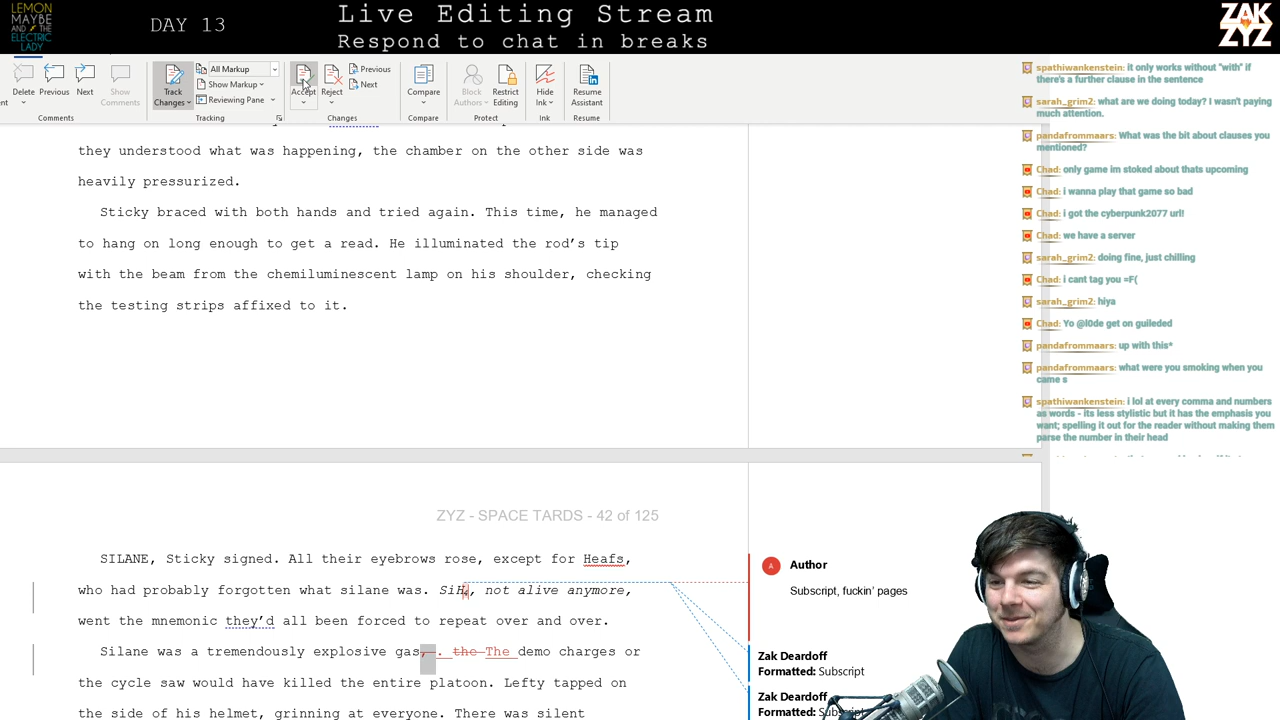 LEMON
MAYBE
AND THE
ELECTRIC
LADY
DAY 13
Live Editing Stream
Respond to chat in breaks
ZAK
ZYZ
Delete
Previous
Next
Show
Comments
Comments
Track
Changes
All Markup
Show Markup
Reviewing Pane
Tracking
Accept
Reject
Previous
Next
Changes
Compare
Compare
Block
Authors
Restrict
Editing
Protect
Hide
Ink
Ink
Resume
Assistant
Resume
they understood what was happening, the chamber on the other side was
heavily pressurized.
Sticky braced with both hands and tried again. This time, he managed
to hang on long enough to get a read. He illuminated the rod's tip
with the beam from the chemiluminescent lamp on his shoulder, checking
the testing strips affixed to it.
ZYZ - SPACE TARDS - 42 of 125
SILANE, Sticky signed. All their eyebrows rose, except for Heafs,
who had probably forgotten what silane was. SiH4, not alive anymore,
went the mnemonic they'd all been forced to repeat over and over.
Silane was a tremendously explosive gas, . the The demo charges or
the cycle saw would have killed the entire platoon. Lefty tapped on
the side of his helmet, grinning at everyone. There was silent
A
Author
Subscript, fuckin' pages
Zak Deardoff
Formatted: Subscript
Zak Deardoff
Formatted: Subscript
spathiwankenstein: it only works without "with" if
there's a further clause in the sentence
sarah_grim2: what are we doing today? I wasn't paying
much attention.
pandafrommaars: What was the bit about clauses you
mentioned?
Chad: only game im stoked about thats upcoming
Chad: i wanna play that game so bad
Chad: i got the cyberpunk2077 url!
Chad: we have a server
sarah_grim2: doing fine, just chilling
Chad: i cant tag you =F(
sarah_grim2: hiya
Chad: Yo @l0de get on guileded
pandafrommaars: up with this*
pandafrommaars: what were you smoking when you
came s
spathiwankenstein: i lol at every comma and numbers
as words - its less stylistic but it has the emphasis you
want; spelling it out for the reader without making them
parse the number in their head